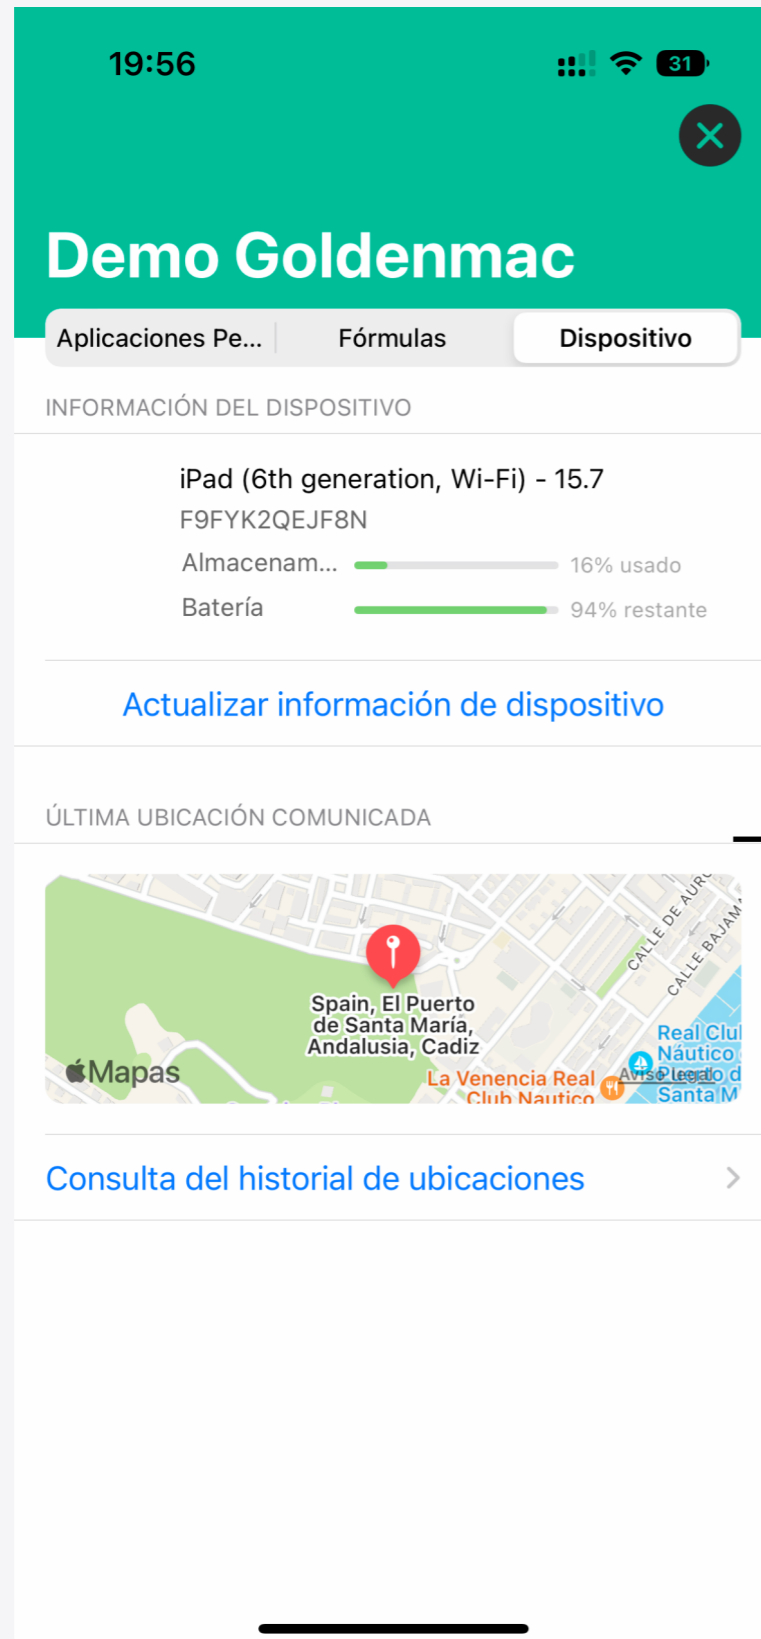 19:56
31
Demo Goldenmac
Aplicaciones Pe...
Fórmulas
Dispositivo
INFORMACIÓN DEL DISPOSITIVO
iPad (6th generation, Wi-Fi) - 15.7
F9FYK2QEJF8N
Almacenam...
16% usado
Batería
94% restante
Actualizar información de dispositivo
ÚLTIMA UBICACIÓN COMUNICADA
CALLE DE AURO
CALLE BAJAMA
Spain, El Puerto
de Santa María,
Andalusia, Cadiz
Real Clu
Náutico
Mapas
La Venencia Real
Club Nautico
Aviso legal
Santa M
Consulta del historial de ubicaciones